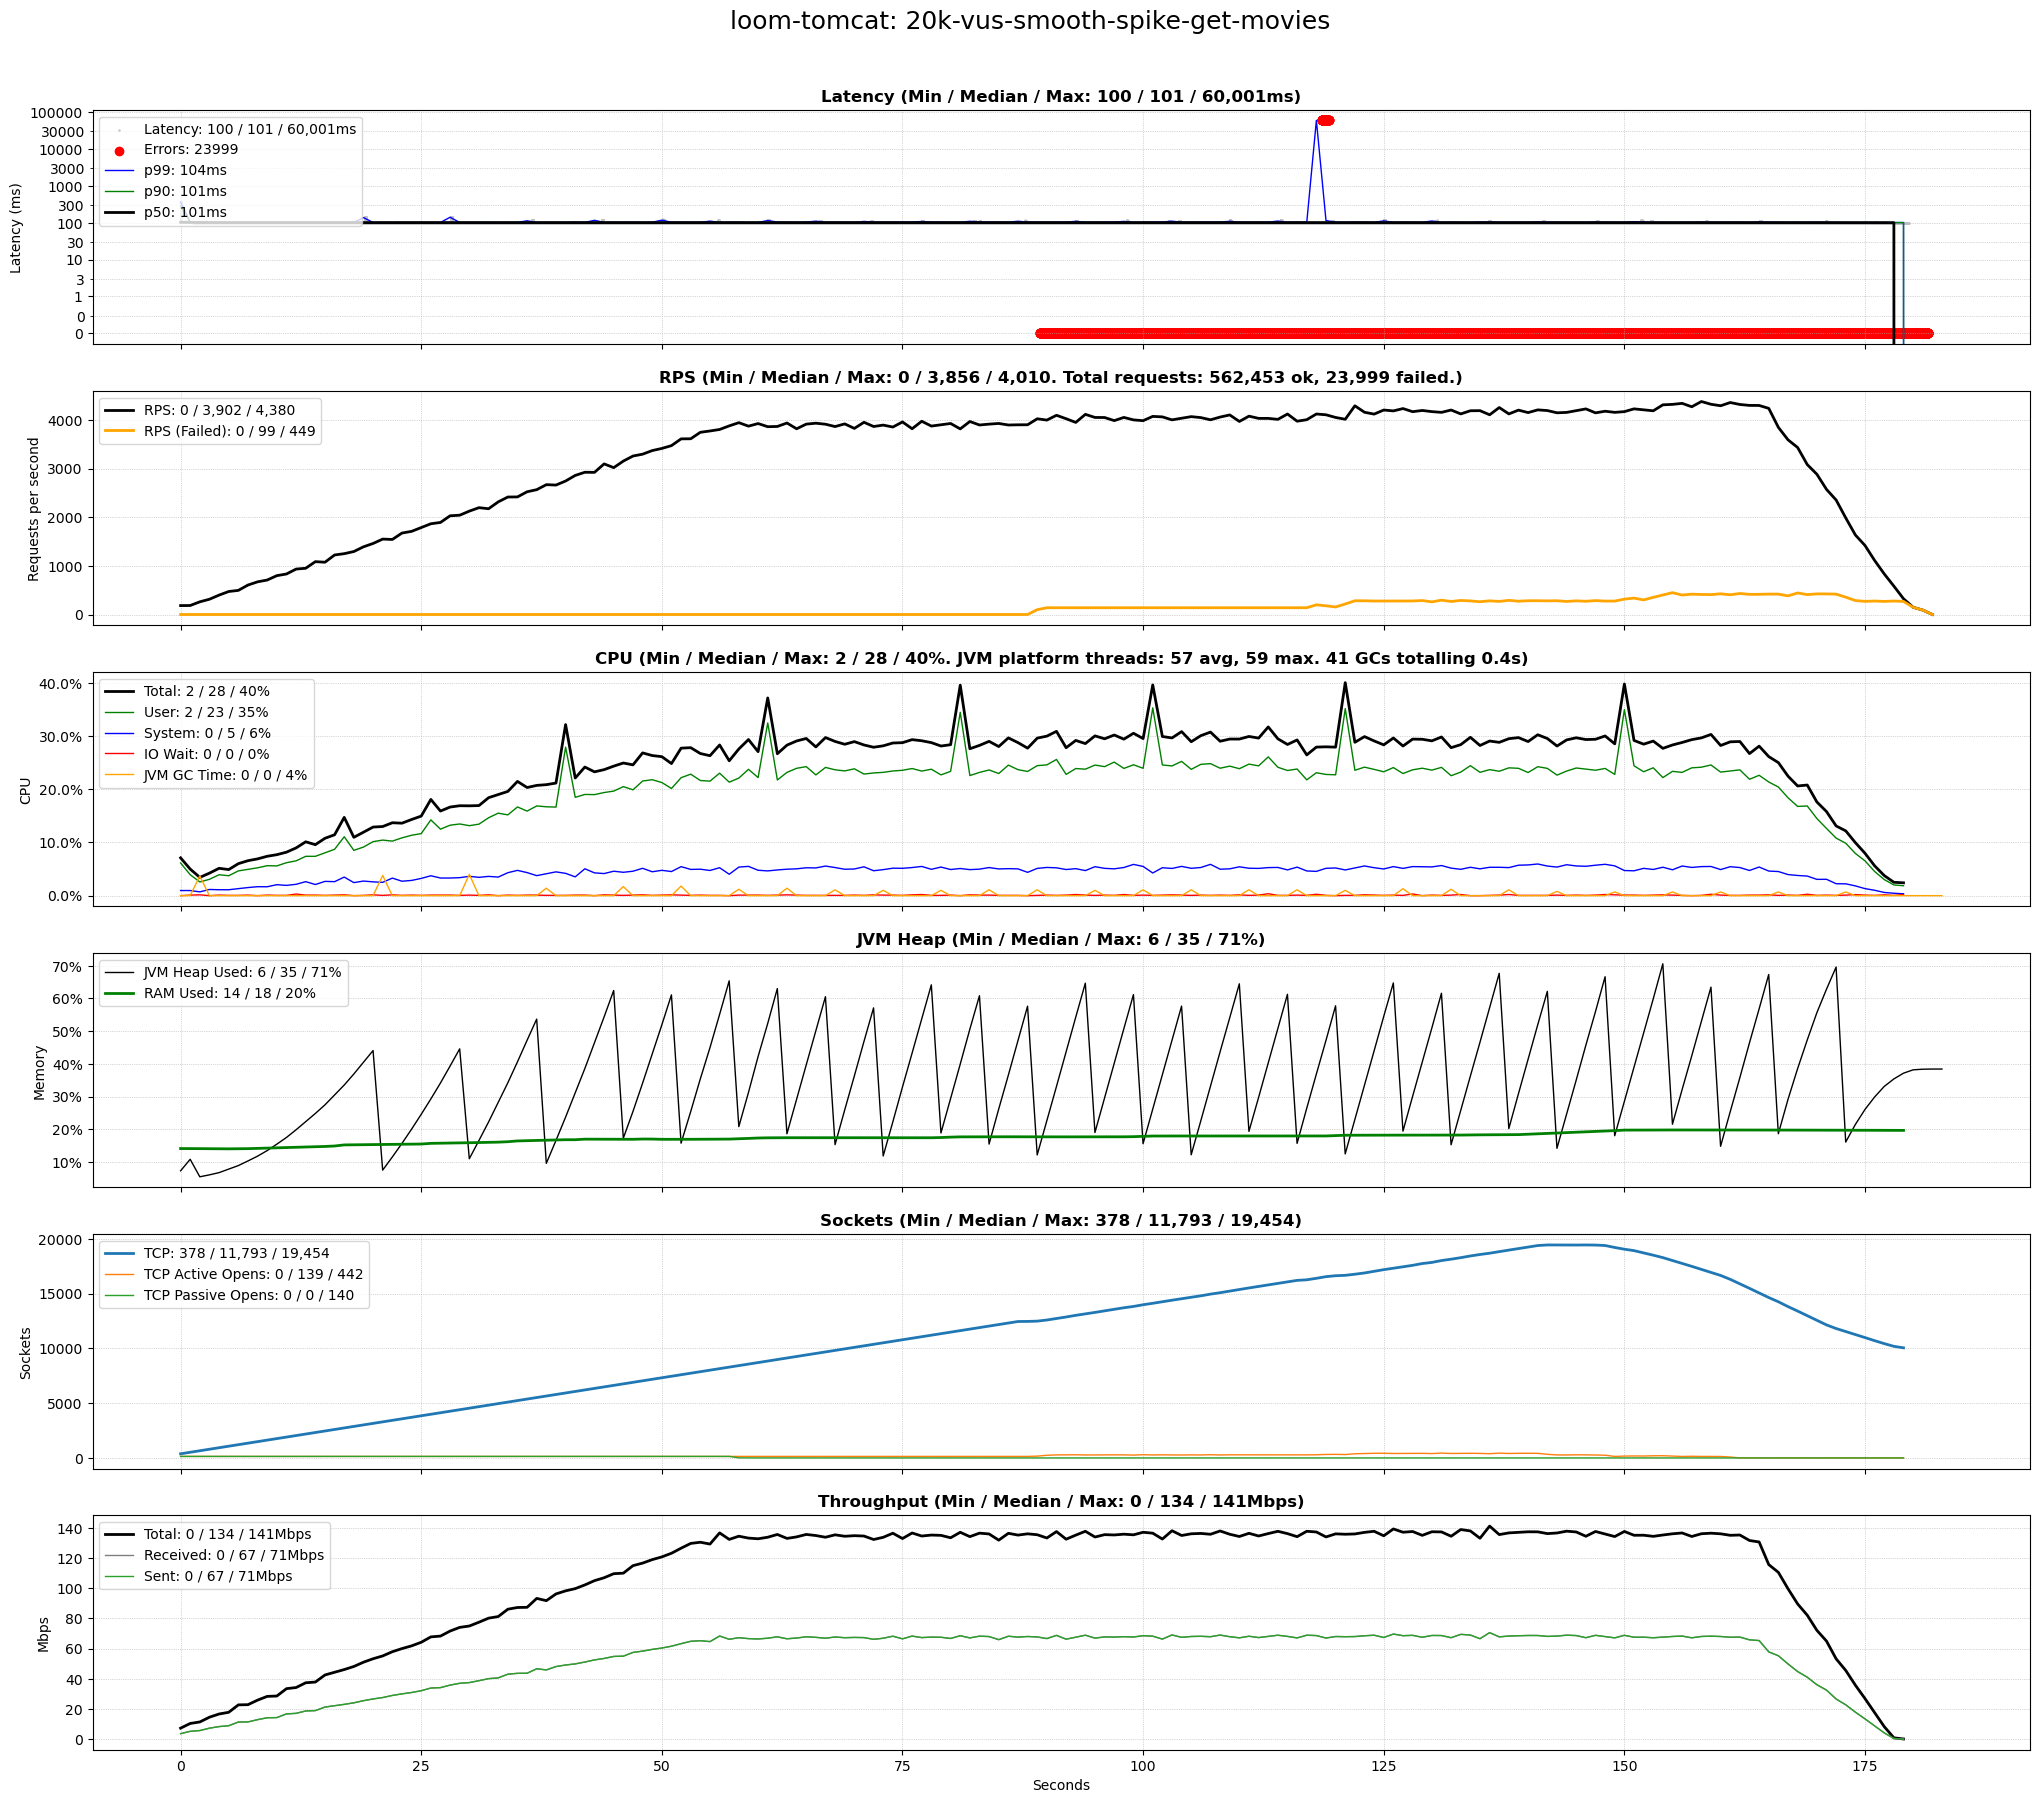 loom-tomcat: 20k-vus-smooth-spike-get-movies
Latency (Min / Median / Max: 100 / 101 / 60,001ms)
100000
30000
10000
3000
1000
300
100
30
10
3
1
0
0
Latency (ms)
Latency: 100 / 101 / 60,001ms
Errors: 23999
p99: 104ms
p90: 101ms
p50: 101ms
RPS (Min / Median / Max: 0 / 3,856 / 4,010. Total requests: 562,453 ok, 23,999 failed.)
4000
3000
2000
1000
0
Requests per second
RPS: 0 / 3,902 / 4,380
RPS (Failed): 0 / 99 / 449
CPU (Min / Median / Max: 2 / 28 / 40%. JVM platform threads: 57 avg, 59 max. 41 GCs totalling 0.4s)
40.0%
30.0%
20.0%
10.0%
0.0%
CPU
Total: 2 / 28 / 40%
User: 2 / 23 / 35%
System: 0 / 5 / 6%
IO Wait: 0 / 0 / 0%
JVM GC Time: 0 / 0 / 4%
JVM Heap (Min / Median / Max: 6 / 35 / 71%)
70%
60%
50%
40%
30%
20%
10%
Memory
JVM Heap Used: 6 / 35 / 71%
RAM Used: 14 / 18 / 20%
Sockets (Min / Median / Max: 378 / 11,793 / 19,454)
20000
15000
10000
5000
0
Sockets
TCP: 378 / 11,793 / 19,454
TCP Active Opens: 0 / 139 / 442
TCP Passive Opens: 0 / 0 / 140
Throughput (Min / Median / Max: 0 / 134 / 141Mbps)
140
120
100
80
60
40
20
0
Mbps
Total: 0 / 134 / 141Mbps
Received: 0 / 67 / 71Mbps
Sent: 0 / 67 / 71Mbps
0 25 50 75 100 125 150 175
Seconds